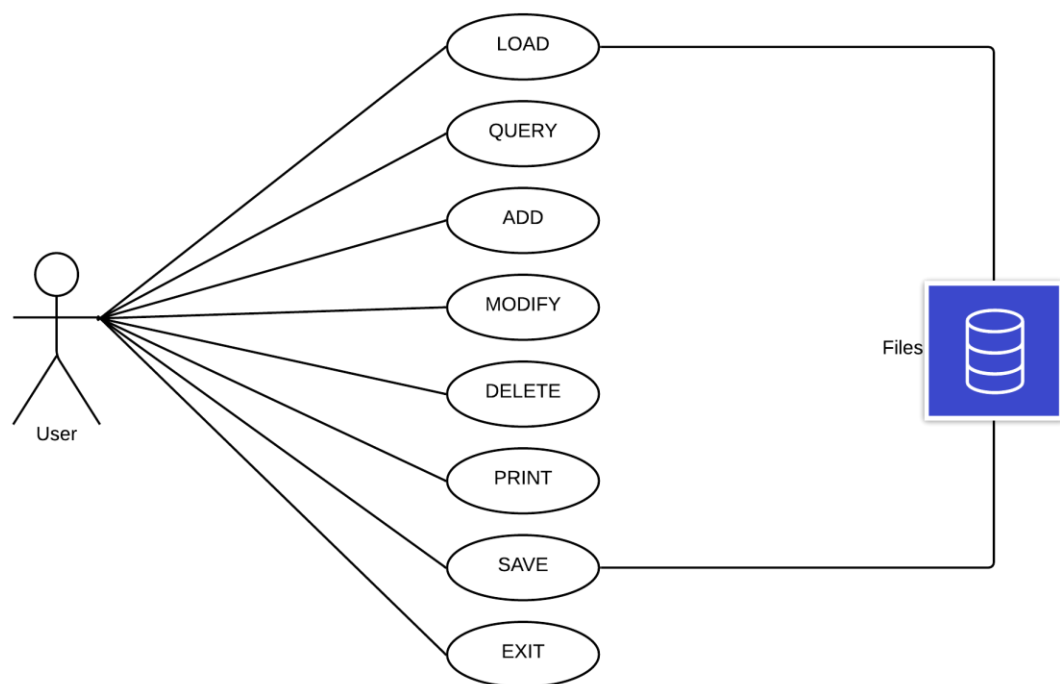 LOAD
QUERY
ADD
MODIFY
Files
DELETE
User
PRINT
SAVE
EXIT